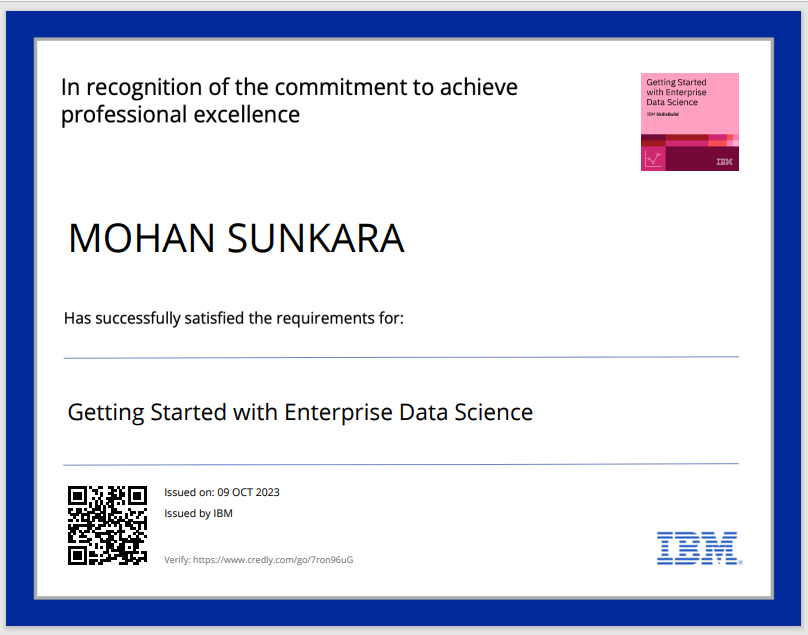 In recognition of the commitment to achieve
professional excellence
Getting Started
with Enterprise
Data Science
IBM SkillsBuild
IBM
MOHAN SUNKARA
Has successfully satisfied the requirements for:
Getting Started with Enterprise Data Science
Issued on: 09 OCT 2023
Issued by IBM
Verify: https://www.credly.com/go/7ron96uG
IBM®